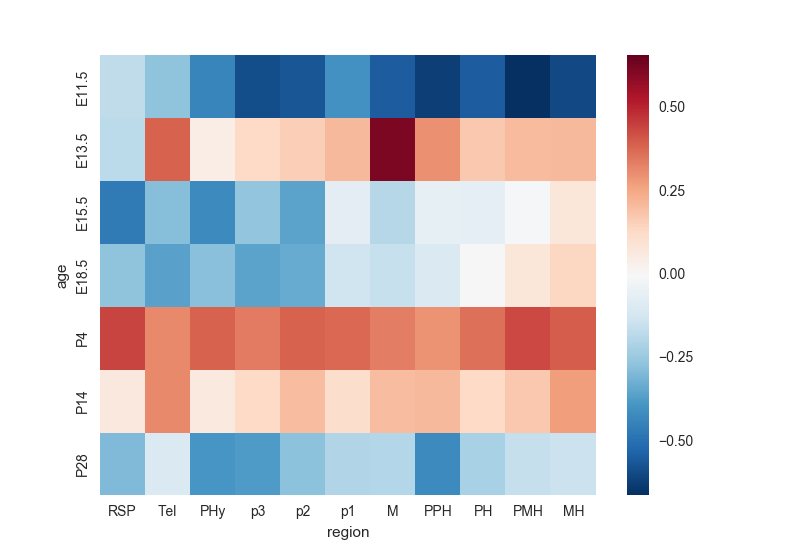 E11.5
E13.5
E15.5
E18.5
P4
P14
P28
age
RSP Tel PHy p3 p2 p1 M PPH PH PMH MH
region
0.50
0.25
0.00
−0.25
−0.50